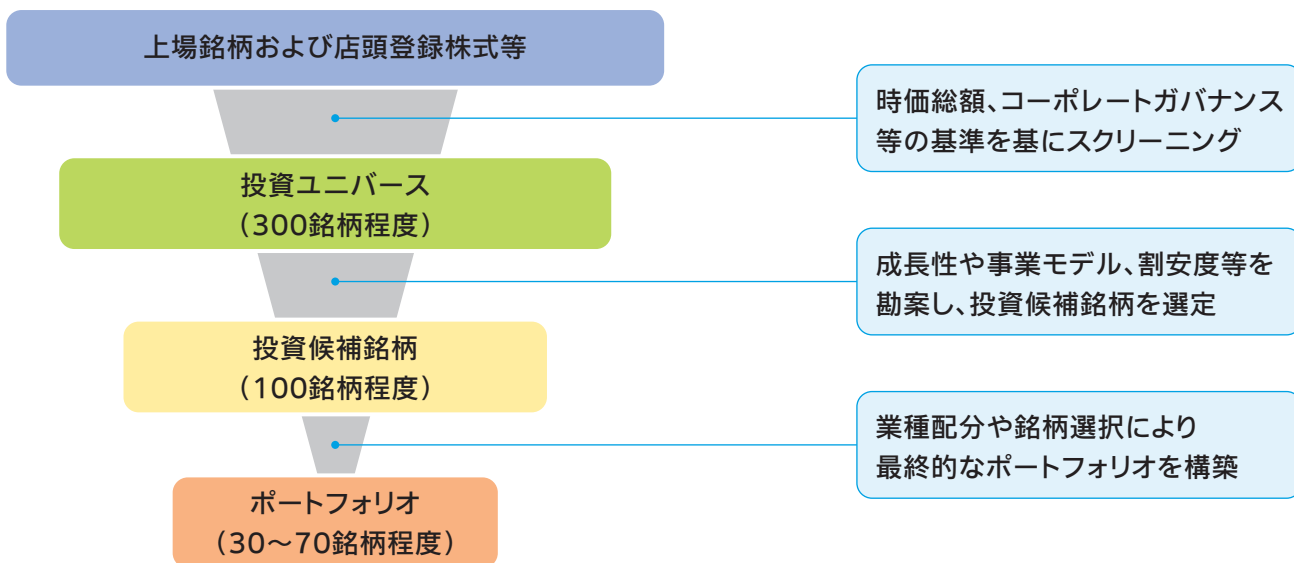 上場銘柄および店頭登録株式等
時価総額、コーポレートガバナンス
等の基準を基にスクリーニング
投資ユニバース
（300銘柄程度）
成長性や事業モデル、割安度等を
勘案し、投資候補銘柄を選定
投資候補銘柄
（100銘柄程度）
業種配分や銘柄選択により
最終的なポートフォリオを構築
ポートフォリオ
（30〜70銘柄程度）